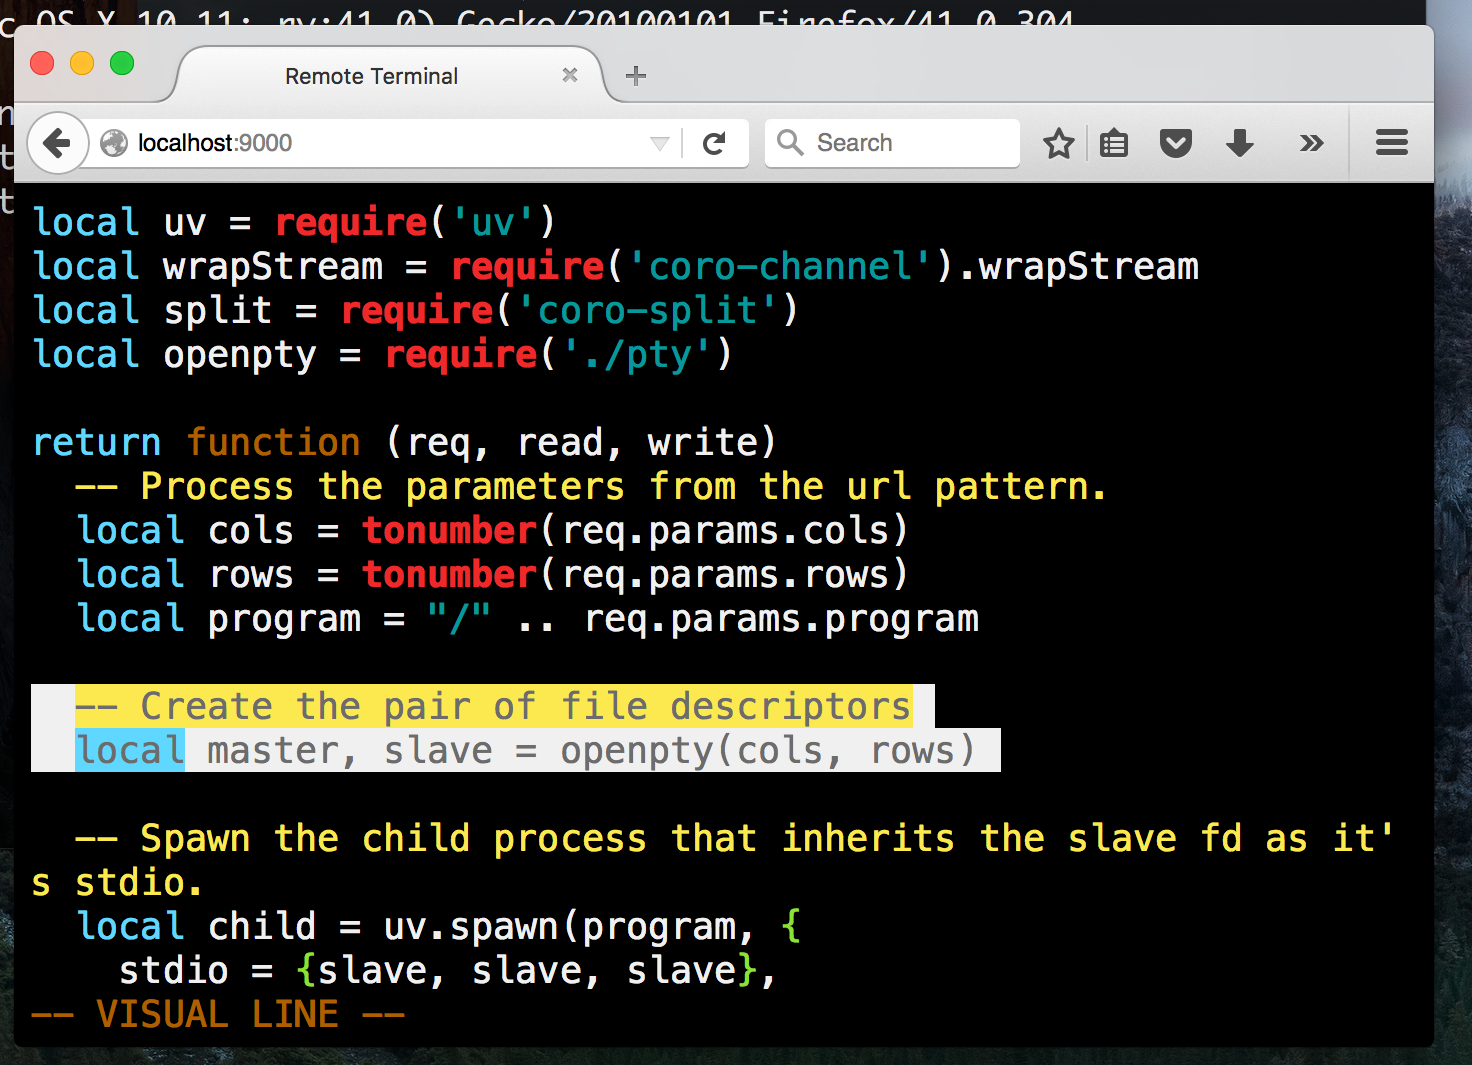 c OS X 10.11; rv:41.0) Gecko/20100101 Firefox/41.0 304
Remote Terminal
localhost:9000
Search
local uv = require('uv')
local wrapStream = require('coro-channel').wrapStream
local split = require('coro-split')
local openpty = require('./pty')
return function (req, read, write)
-- Process the parameters from the url pattern.
local cols = tonumber(req.params.cols)
local rows = tonumber(req.params.rows)
local program = "/" .. req.params.program
-- Create the pair of file descriptors
local master, slave = openpty(cols, rows)
-- Spawn the child process that inherits the slave fd as it'
s stdio.
local child = uv.spawn(program, {
stdio = {slave, slave, slave},
-- VISUAL LINE --